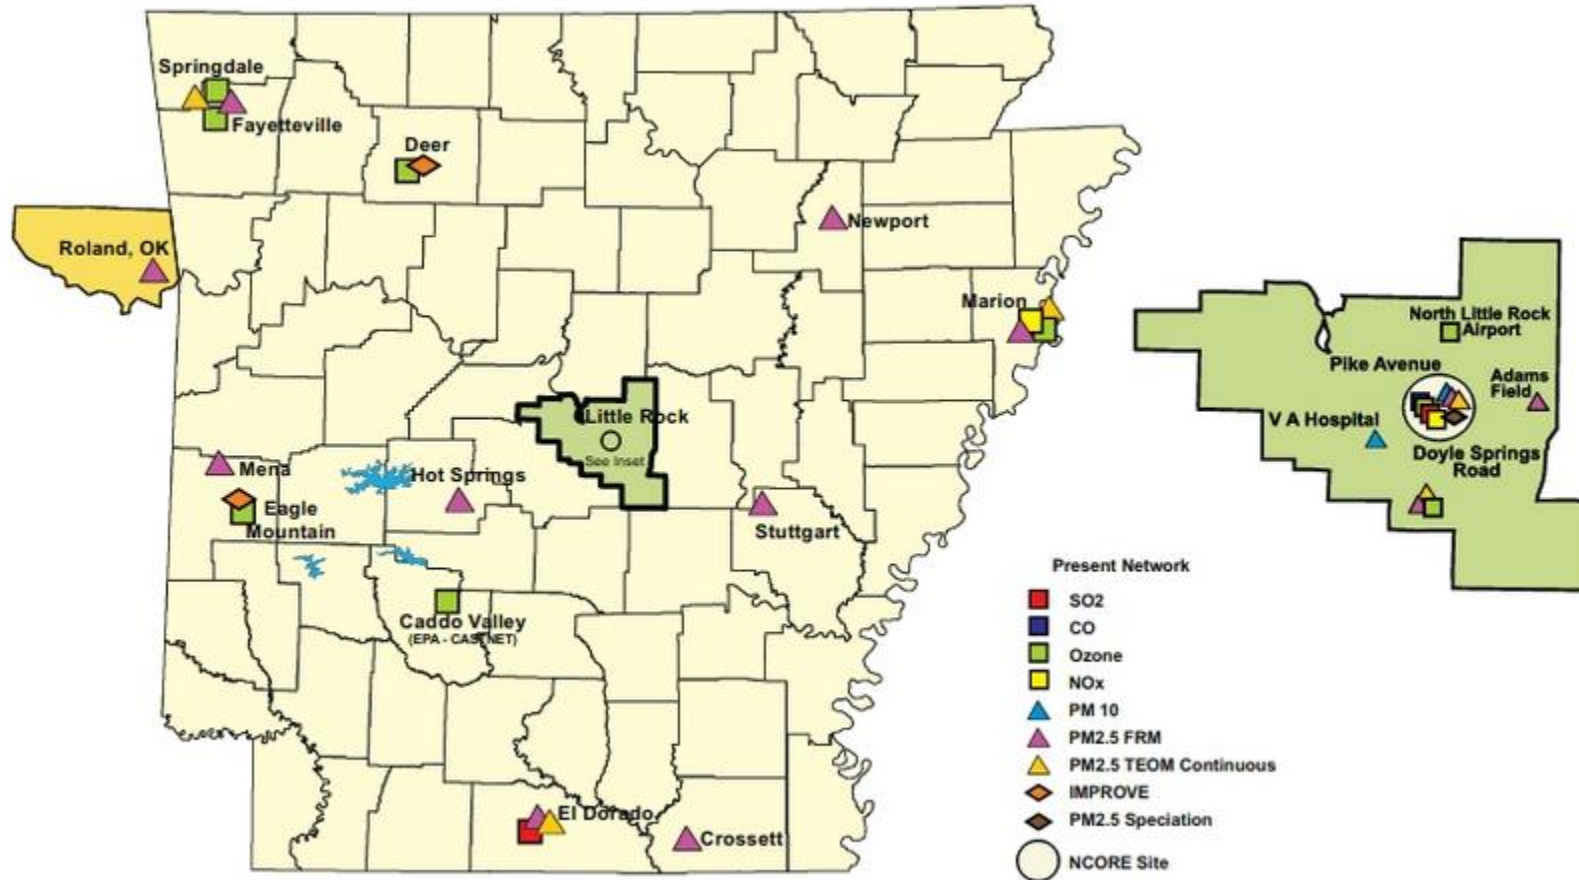 Springdale
Fayetteville
Deer
Roland, OK
Newport
Marion
Little Rock
See Inset
Mena
Hot Springs
Eagle
Mountain
Stuttgart
Caddo Valley
(EPA - CASTNET)
El Dorado
Crossett
North Little Rock
Airport
Pike Avenue
Adams
Field
V A Hospital
Doyle Springs
Road
Present Network
SO2
CO
Ozone
NOx
PM 10
PM2.5 FRM
PM2.5 TEOM Continuous
IMPROVE
PM2.5 Speciation
NCORE Site